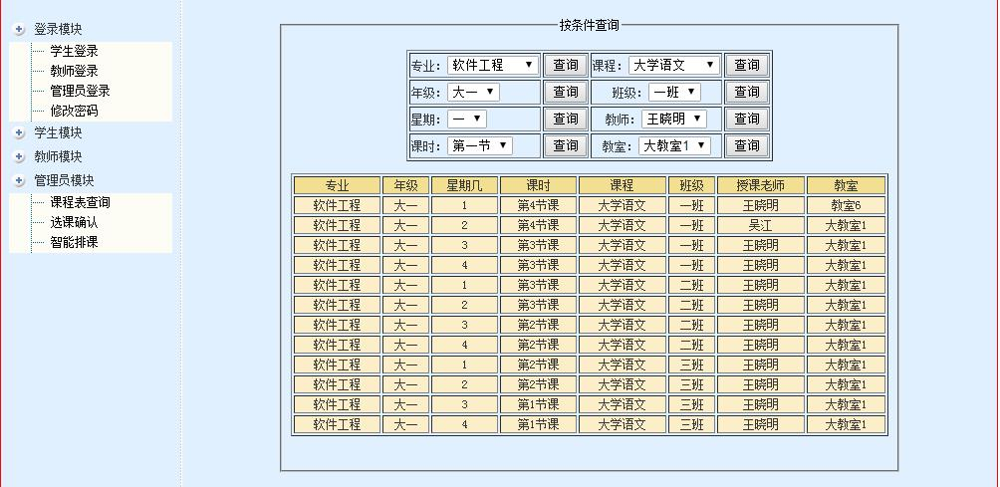 登录模块
学生登录
教师登录
管理员登录
修改密码
学生模块
教师模块
管理员模块
课程表查询
选课确认
智能排课
按条件查询
专业: 软件工程 查询 课程: 大学语文 查询
年级: 大一 查询 班级: 一班 查询
星期: 一 查询 教师: 王晓明 查询
课时: 第一节 查询 教室: 大教室1 查询
专业 年级 星期几 课时 课程 班级 授课老师 教室
软件工程 大一 1 第4节课 大学语文 一班 王晓明 教室6
软件工程 大一 2 第4节课 大学语文 一班 吴江 大教室1
软件工程 大一 3 第3节课 大学语文 一班 王晓明 大教室1
软件工程 大一 4 第3节课 大学语文 一班 王晓明 大教室1
软件工程 大一 1 第3节课 大学语文 二班 王晓明 大教室1
软件工程 大一 2 第3节课 大学语文 二班 王晓明 大教室1
软件工程 大一 3 第2节课 大学语文 二班 王晓明 大教室1
软件工程 大一 4 第2节课 大学语文 二班 王晓明 大教室1
软件工程 大一 1 第2节课 大学语文 三班 王晓明 大教室1
软件工程 大一 2 第2节课 大学语文 三班 王晓明 大教室1
软件工程 大一 3 第1节课 大学语文 三班 王晓明 大教室1
软件工程 大一 4 第1节课 大学语文 三班 王晓明 大教室1